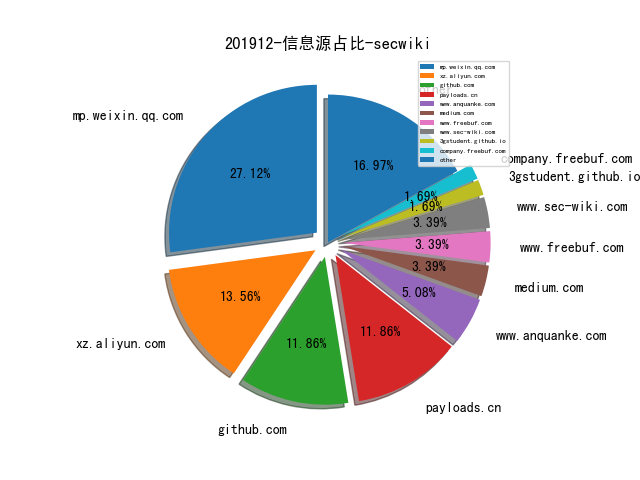 201912-信息源占比-secwiki
mp.weixin.qq.com
xz.aliyun.com
github.com
payloads.cn
www.anquanke.com
medium.com
www.freebuf.com
www.sec-wiki.com
3gstudent.github.io
company.freebuf.com
other
mp.weixin.qq.com
27.12%
16.97%
company.freebuf.com
1.69%
3gstudent.github.io
1.69%
www.sec-wiki.com
3.39%
www.freebuf.com
3.39%
medium.com
3.39%
www.anquanke.com
5.08%
xz.aliyun.com
13.56%
payloads.cn
11.86%
github.com
11.86%